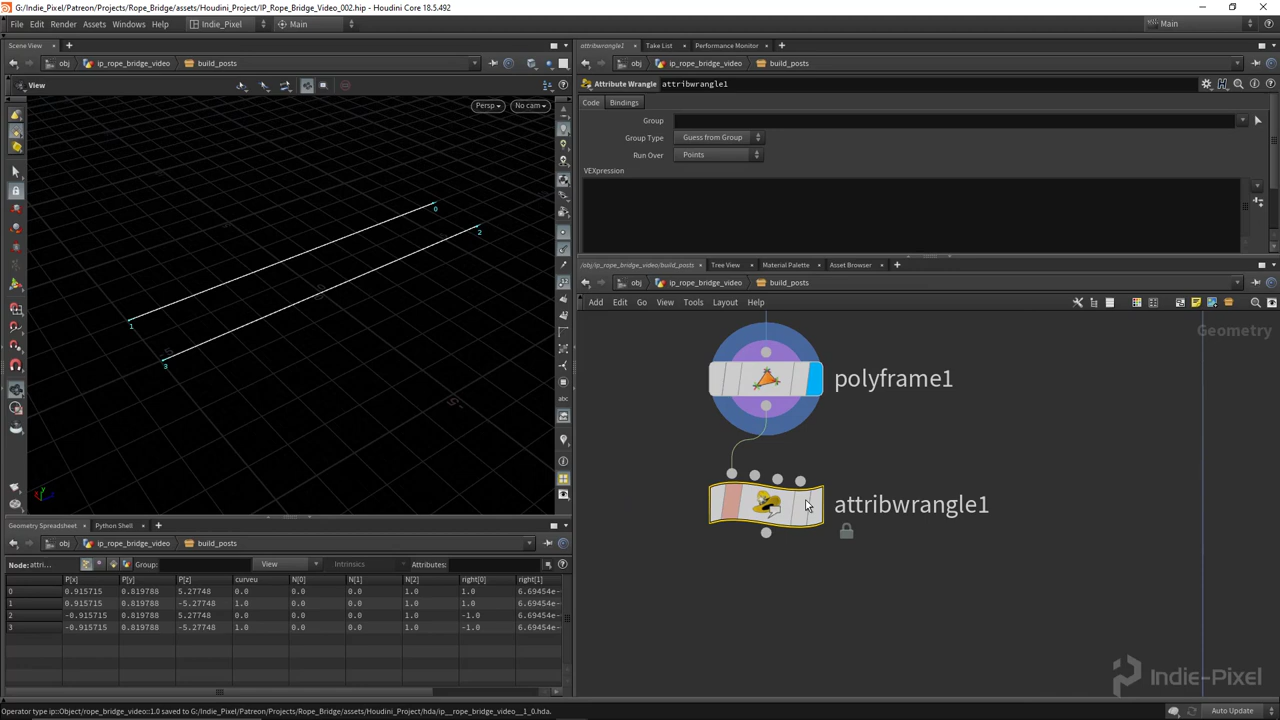 G:/Indie_Pixel/Patreon/Projects/Rope_Bridge/assets/Houdini_Project/IP_Rope_Bridge_Video_002.hip - Houdini Core 18.5.492
File Edit Render Assets Windows Help Indie_Pixel Main Main
Scene View
obj ip_rope_bridge_video build_posts
View
Persp No cam
0
2
1
3
abc
Geometry Spreadsheet Python Shell
obj ip_rope_bridge_video build_posts
Node: attri... Group: View Intrinsics Attributes:
P[x] P[y] P[z] curveu N[0] N[1] N[2] right[0] right[1]
0 0.915715 0.819788 5.27748 0.0 0.0 0.0 1.0 1.0 6.69454e-
1 0.915715 0.819788 -5.27748 1.0 0.0 0.0 1.0 1.0 6.69454e-
2 -0.915715 0.819788 5.27748 0.0 0.0 0.0 1.0 -1.0 6.69454e-
3 -0.915715 0.819788 -5.27748 1.0 0.0 0.0 1.0 -1.0 6.69454e-
attribwrangle1 Take List Performance Monitor
obj ip_rope_bridge_video build_posts
Attribute Wrangle attribwrangle1
Code Bindings
Group
Group Type Guess from Group
Run Over Points
VEXpression
/obj/ip_rope_bridge_video/build_posts Tree View Material Palette Asset Browser
obj ip_rope_bridge_video build_posts
Add Edit Go View Tools Layout Help
Geometry
polyframe1
attribwrangle1
Indie-Pixel
Operator type ip::Object/rope_bridge_video::1.0 saved to G:/Indie_Pixel/Patreon/Projects/Rope_Bridge/assets/Houdini_Project/hda/ip__rope_bridge_video__1_0.hda.
Auto Update